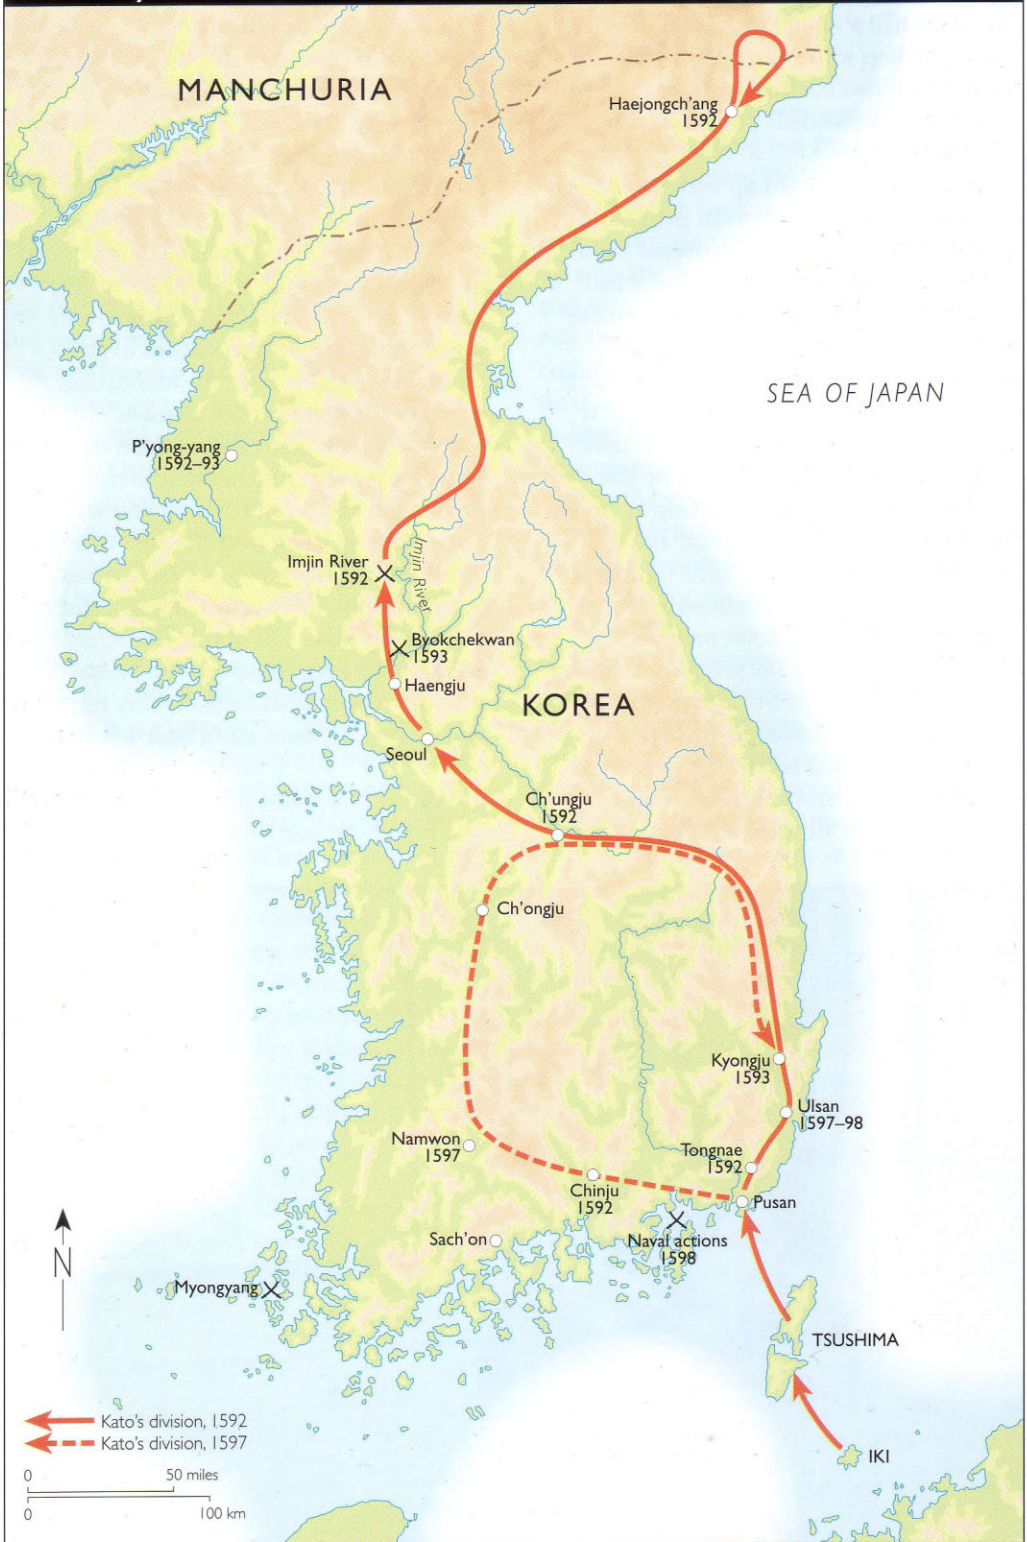 MANCHURIA
Haejongch'ang
1592
SEA OF JAPAN
P'yong-yang
1592–93
Imjin River
1592
Imjin River
Byokchekwan
1593
Haengju
KOREA
Seoul
Ch'ungju
1592
Ch'ongju
Kyongju
1593
Ulsan
1597–98
Namwon
1597
Tongnae
1592
Chinju
1592
Pusan
Sach'on
Naval actions
1598
N
Myongyang
TSUSHIMA
Kato's division, 1592
Kato's division, 1597
IKI
0 50 miles
0 100 km